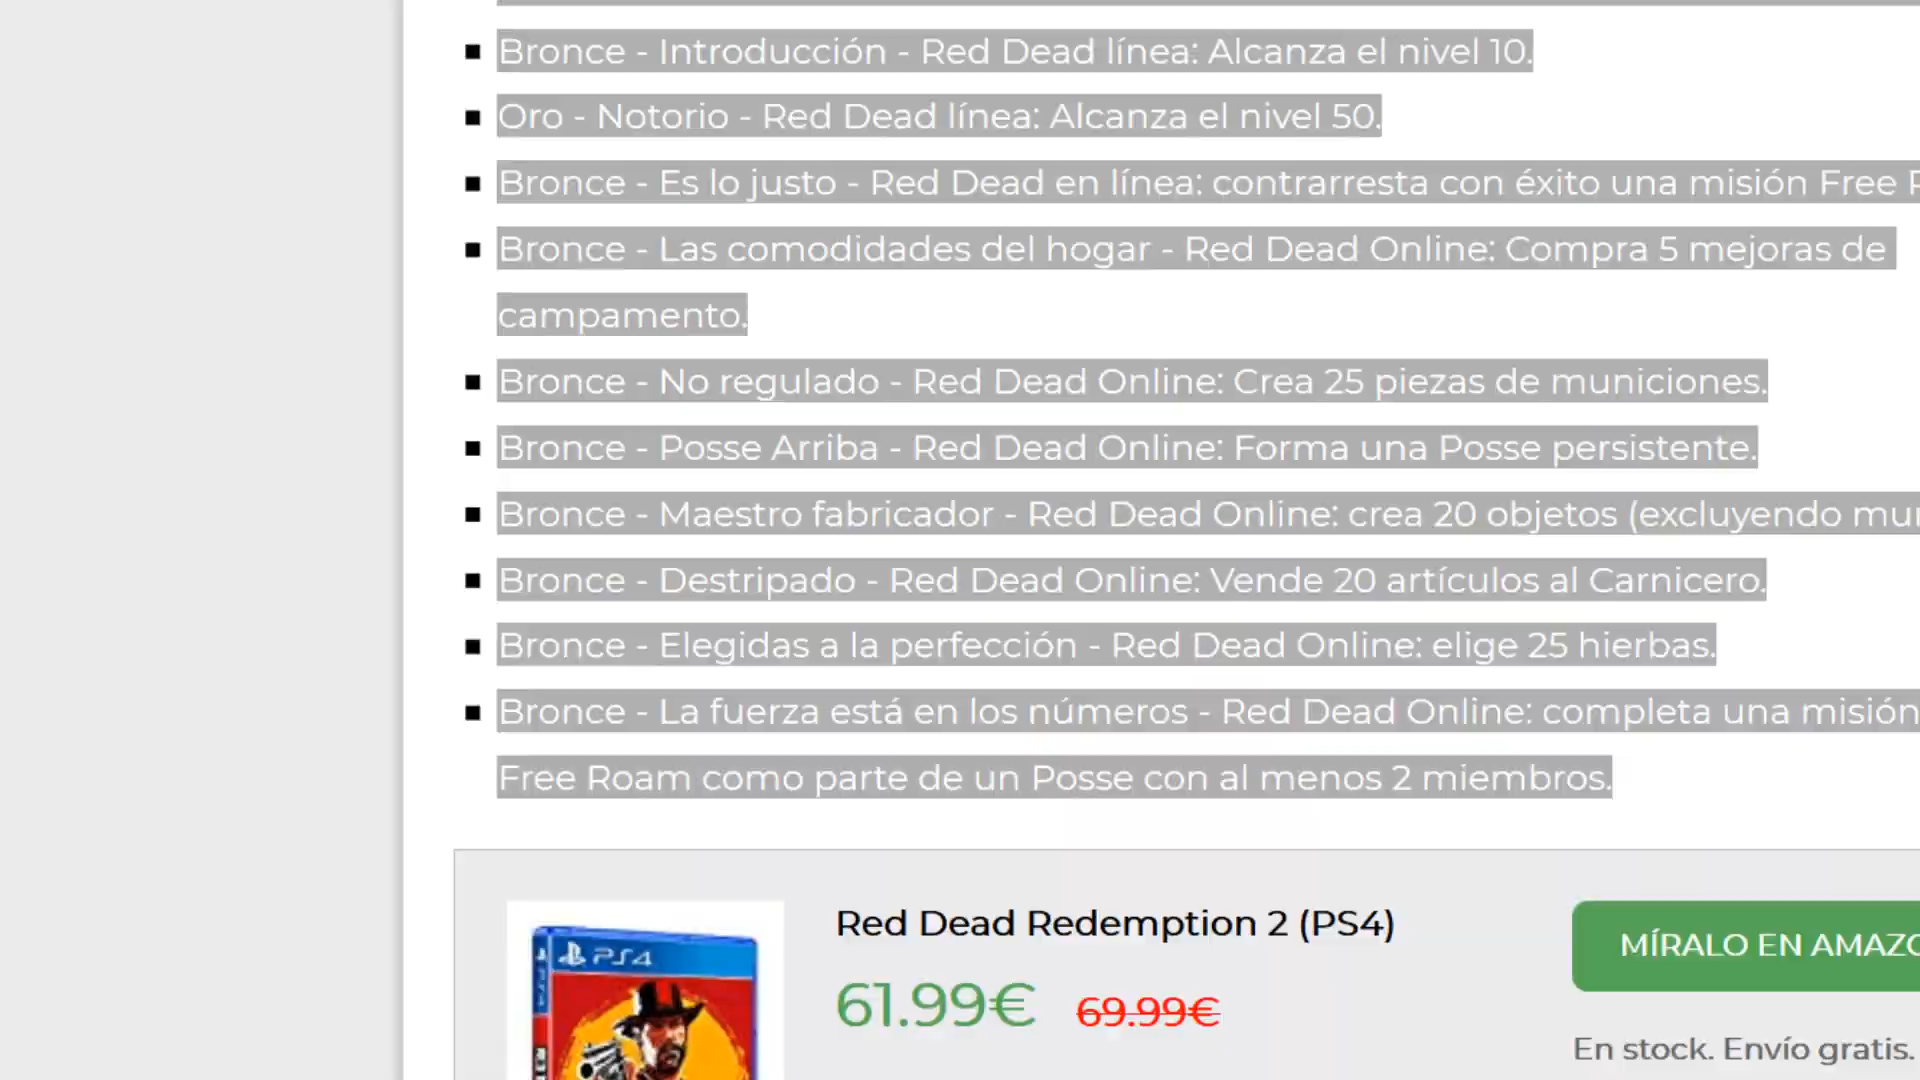 Bronce - Introducción - Red Dead línea: Alcanza el nivel 10.
Oro - Notorio - Red Dead línea: Alcanza el nivel 50.
Bronce - Es lo justo - Red Dead en línea: contrarresta con éxito una misión Free
Bronce - Las comodidades del hogar - Red Dead Online: Compra 5 mejoras de
campamento.
Bronce - No regulado - Red Dead Online: Crea 25 piezas de municiones.
Bronce - Posse Arriba - Red Dead Online: Forma una Posse persistente.
Bronce - Maestro fabricador - Red Dead Online: crea 20 objetos (excluyendo
Bronce - Destripado - Red Dead Online: Vende 20 artículos al Carnicero.
Bronce - Elegidas a la perfección - Red Dead Online: elige 25 hierbas.
Bronce - La fuerza está en los números - Red Dead Online: completa una misión
Free Roam como parte de un Posse con al menos 2 miembros.
PS4
Red Dead Redemption 2 (PS4)
61.99€ 69.99€
MÍRALO EN
En stock. Envío gratis.